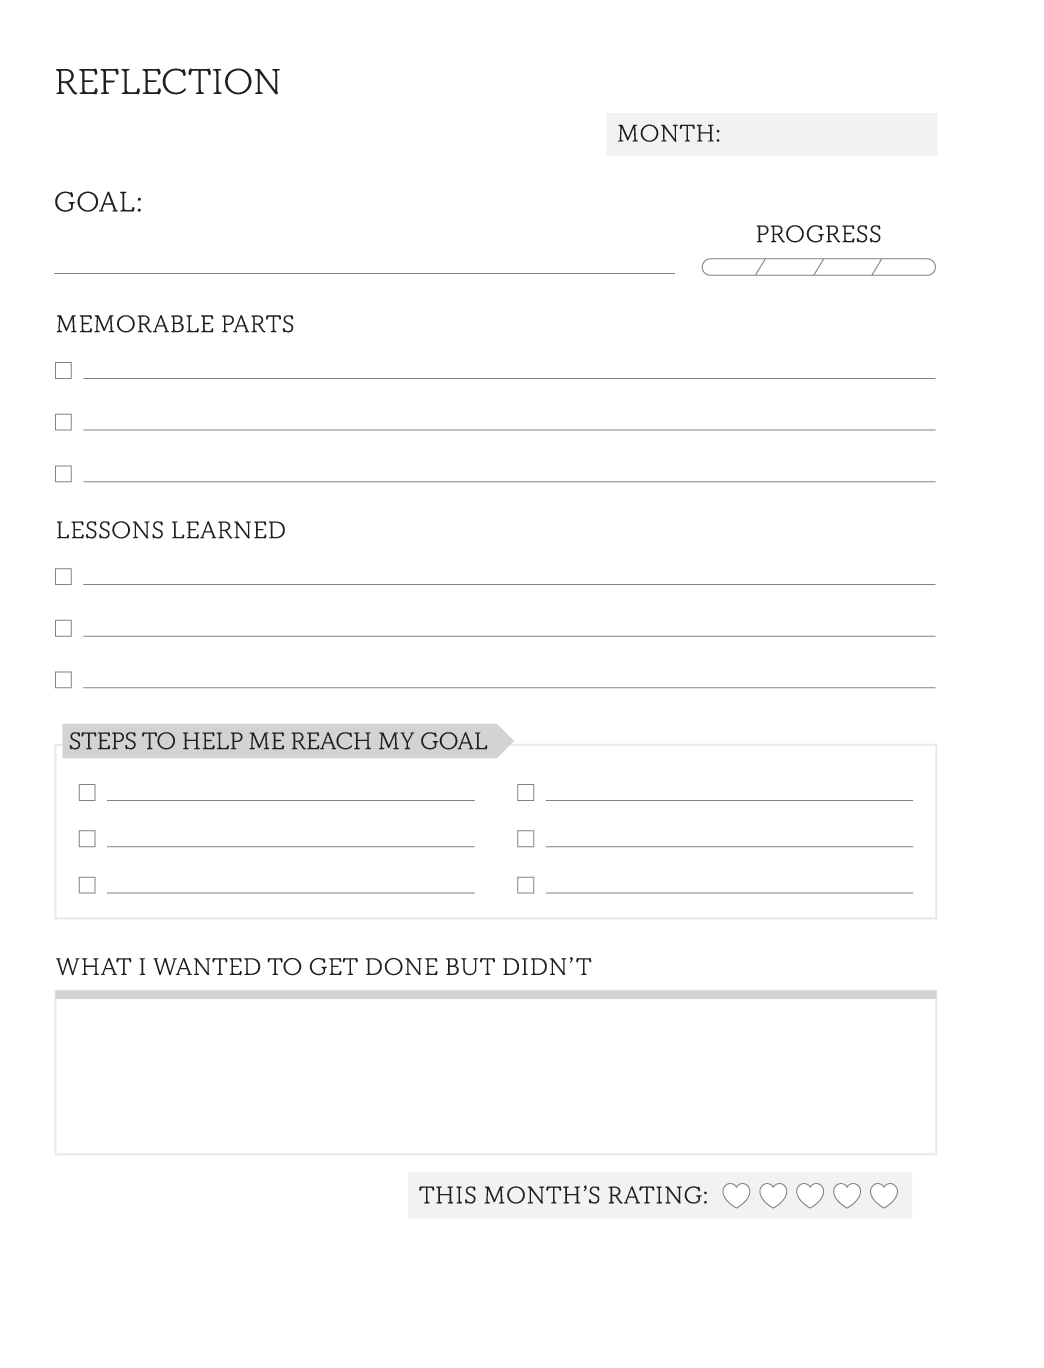 REFLECTION
MONTH:
GOAL:
PROGRESS
MEMORABLE PARTS
LESSONS LEARNED
STEPS TO HELP ME REACH MY GOAL
WHAT I WANTED TO GET DONE BUT DIDN’T
THIS MONTH’S RATING: